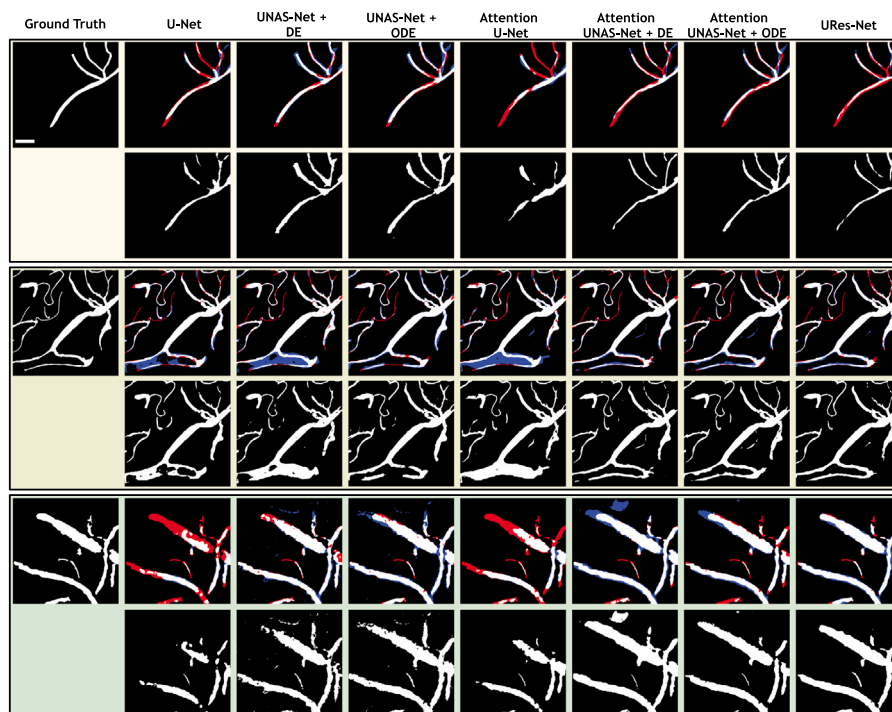 Ground Truth
U-Net
UNAS-Net +
DE
UNAS-Net +
ODE
Attention
U-Net
Attention
UNAS-Net + DE
Attention
UNAS-Net + ODE
URes-Net